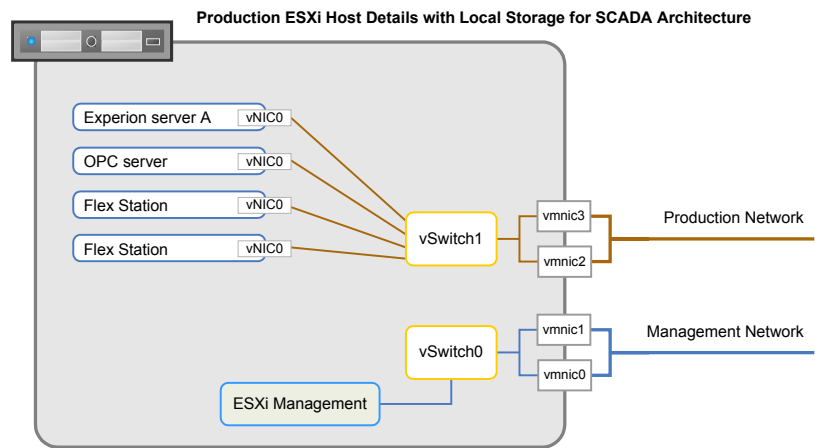 Production ESXi Host Details with Local Storage for SCADA Architecture
Experion server A vNIC0
OPC server vNIC0
Flex Station vNIC0
Flex Station vNIC0
vSwitch1
vmnic3
vmnic2
Production Network
vSwitch0
vmnic1
vmnic0
Management Network
ESXi Management